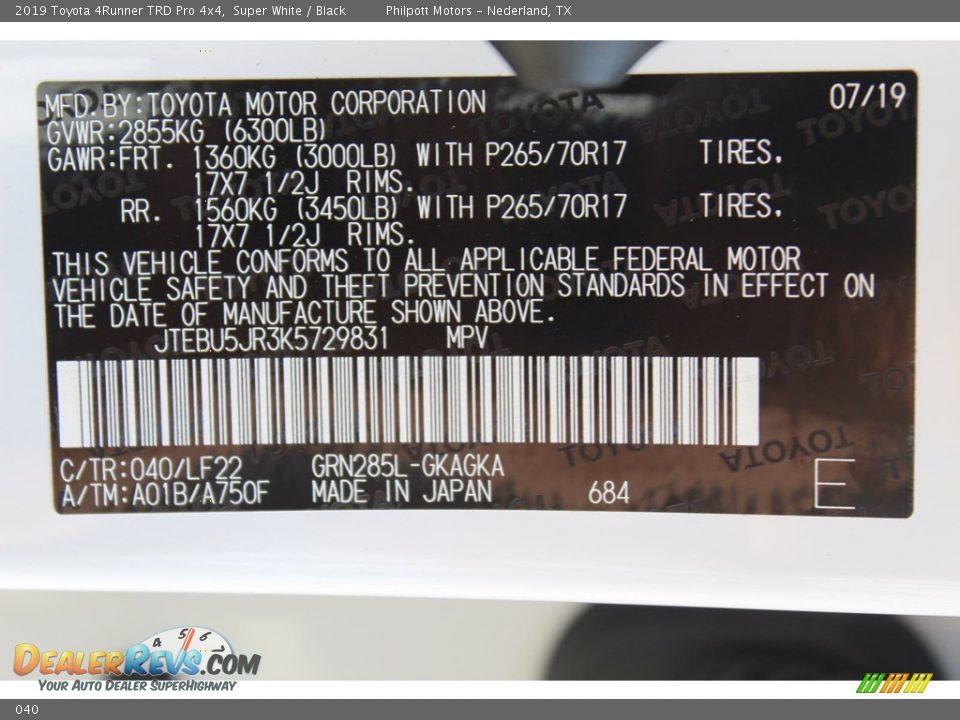 2019 Toyota 4Runner TRD Pro 4x4, Super White / Black Philpott Motors - Nederland, TX
MFD.BY:TOYOTA MOTOR CORPORATION 07/19
GVWR:2855KG (6300LB)
GAWR:FRT. 1360KG (3000LB) WITH P265/70R17 TIRES,
17X7 1/2J RIMS.
RR. 1560KG (3450LB) WITH P265/70R17 TIRES,
17X7 1/2J RIMS.
THIS VEHICLE CONFORMS TO ALL APPLICABLE FEDERAL MOTOR
VEHICLE SAFETY AND THEFT PREVENTION STANDARDS IN EFFECT ON
THE DATE OF MANUFACTURE SHOWN ABOVE.
JTEBU5JR3K5729831 MPV
C/TR:040/LF22 GRN285L-GKAGKA
A/TM:A01B/A750F MADE IN JAPAN 684 E
4 5 6 7
DEALERREVS.COM
YOUR AUTO DEALER SUPERHIGHWAY
040